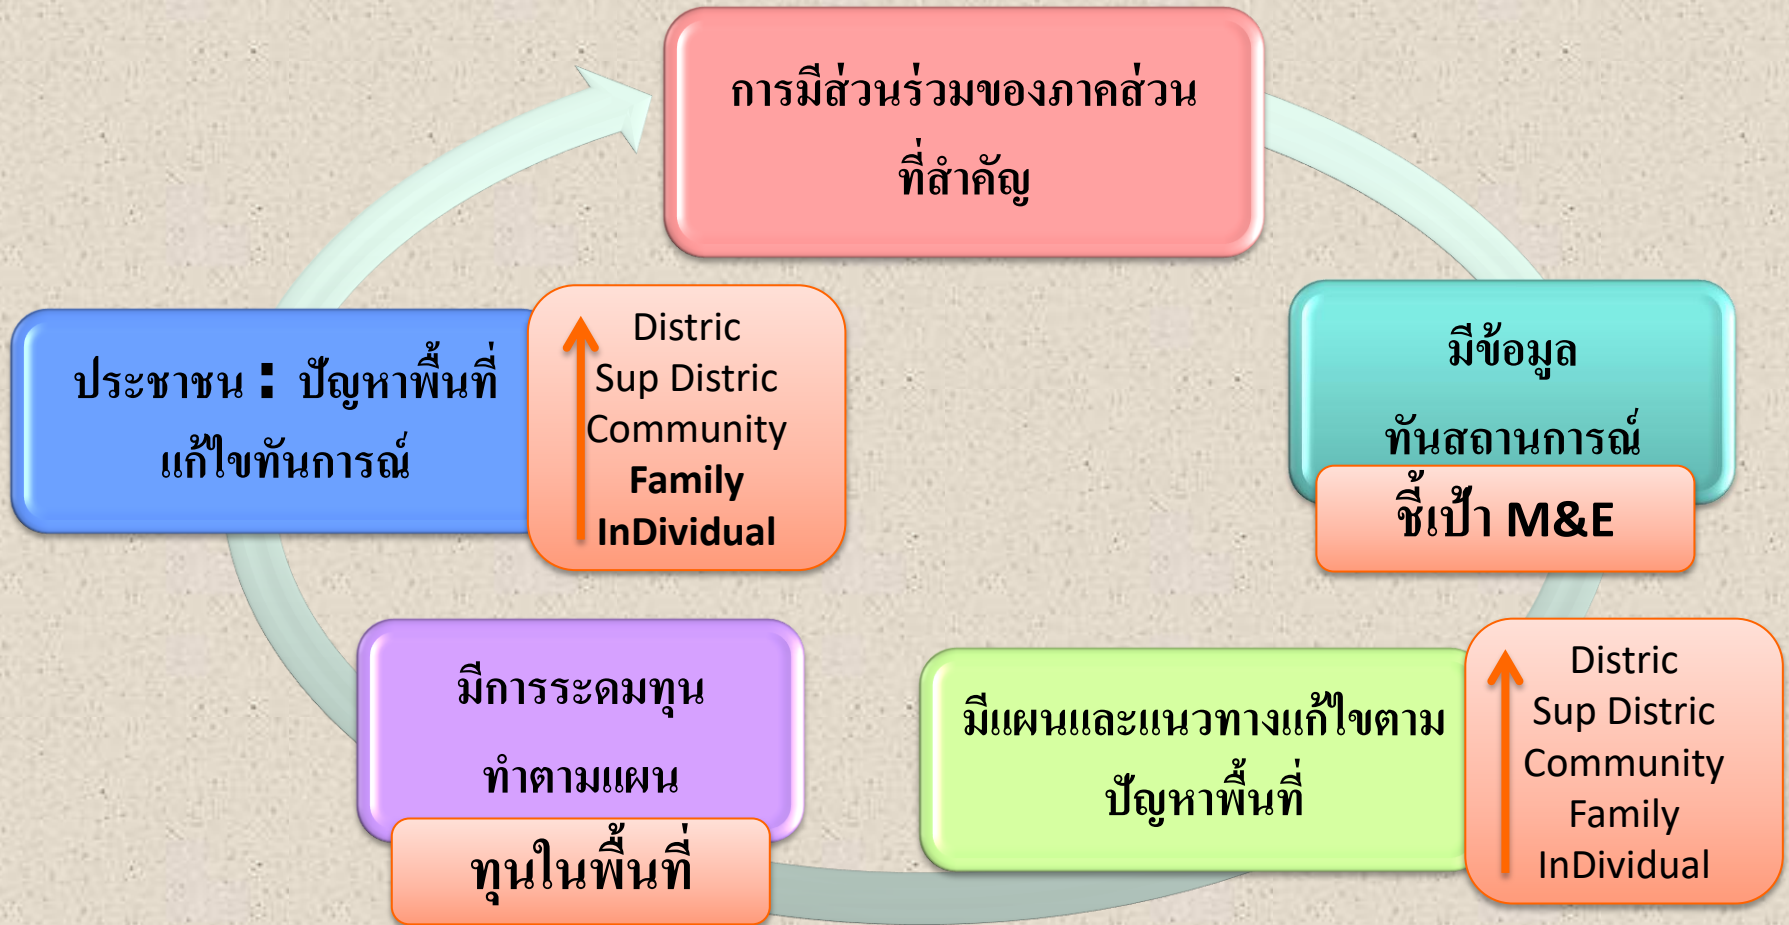 การมีส่วนร่วมของภาคส่วน
ที่สำคัญ
มีข้อมูล
ทันสถานการณ์
ชี้เป้า M&E
มีแผนและแนวทางแก้ไขตาม
ปัญหาพื้นที่
Distric
Sup Distric
Community
Family
InDividual
มีการระดมทุน
ทำตามแผน
ทุนในพื้นที่
ประชาชน : ปัญหาพื้นที่
แก้ไขทันการณ์
Distric
Sup Distric
Community
Family
InDividual